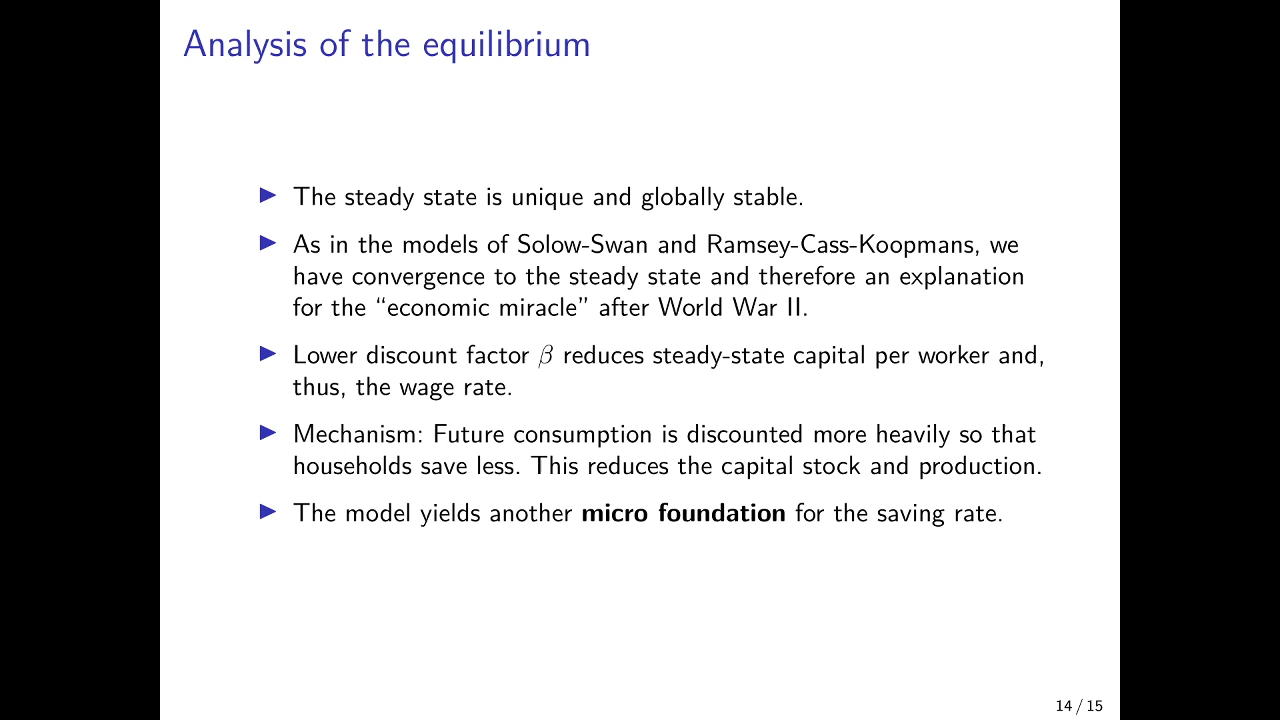 Analysis of the equilibrium
▶ The steady state is unique and globally stable.
▶ As in the models of Solow-Swan and Ramsey-Cass-Koopmans, we
have convergence to the steady state and therefore an explanation
for the “economic miracle” after World War II.
▶ Lower discount factor β reduces steady-state capital per worker and,
thus, the wage rate.
▶ Mechanism: Future consumption is discounted more heavily so that
households save less. This reduces the capital stock and production.
▶ The model yields another micro foundation for the saving rate.
14 / 15